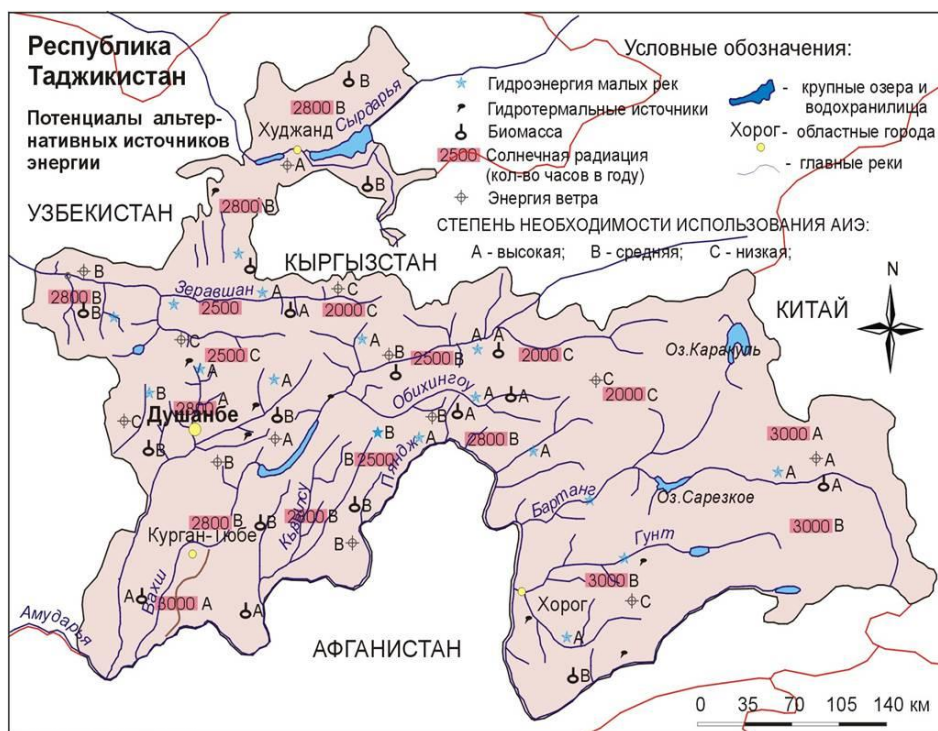 Республика
Таджикистан
Потенциалы альтер-
нативных источников
энергии
Условные обозначения:
Гидроэнергия малых рек
Гидротермальные источники
Биомасса
2500 Солнечная радиация
(кол-во часов в году)
Энергия ветра
- крупные озера и
водохранилища
Хорог - областные города
- главные реки
СТЕПЕНЬ НЕОБХОДИМОСТИ ИСПОЛЬЗОВАНИЯ АИЭ:
А - высокая; В - средняя; С - низкая;
В
2800 В
Сырдарья
Худжанд
А
В
УЗБЕКИСТАН
2800 В
КЫРГЫЗСТАН
КИТАЙ
N
В
Зеравшан
А
С
2800 В
В
2500
А
2000 С
С
2500 С
А
В
2500 В
А
А
2000 С
Оз.Каракуль
А
А
В
2800 А
Обихингоу
А
А
С
2000 С
Душанбе
С
В
В
А
В
В
А
2800 В
3000 А
В
В 2500
Пяндж
А
А
А
А
Бартанг
Оз.Сарезкое
2800 В
В
Кызылсу
В
3000 В
Курган-Тюбе
В
Гунт
3000 В
Вахш
А
3000 А
А
Хорог
С
Амударья
АФГАНИСТАН
А
В
0 35 70 105 140 км